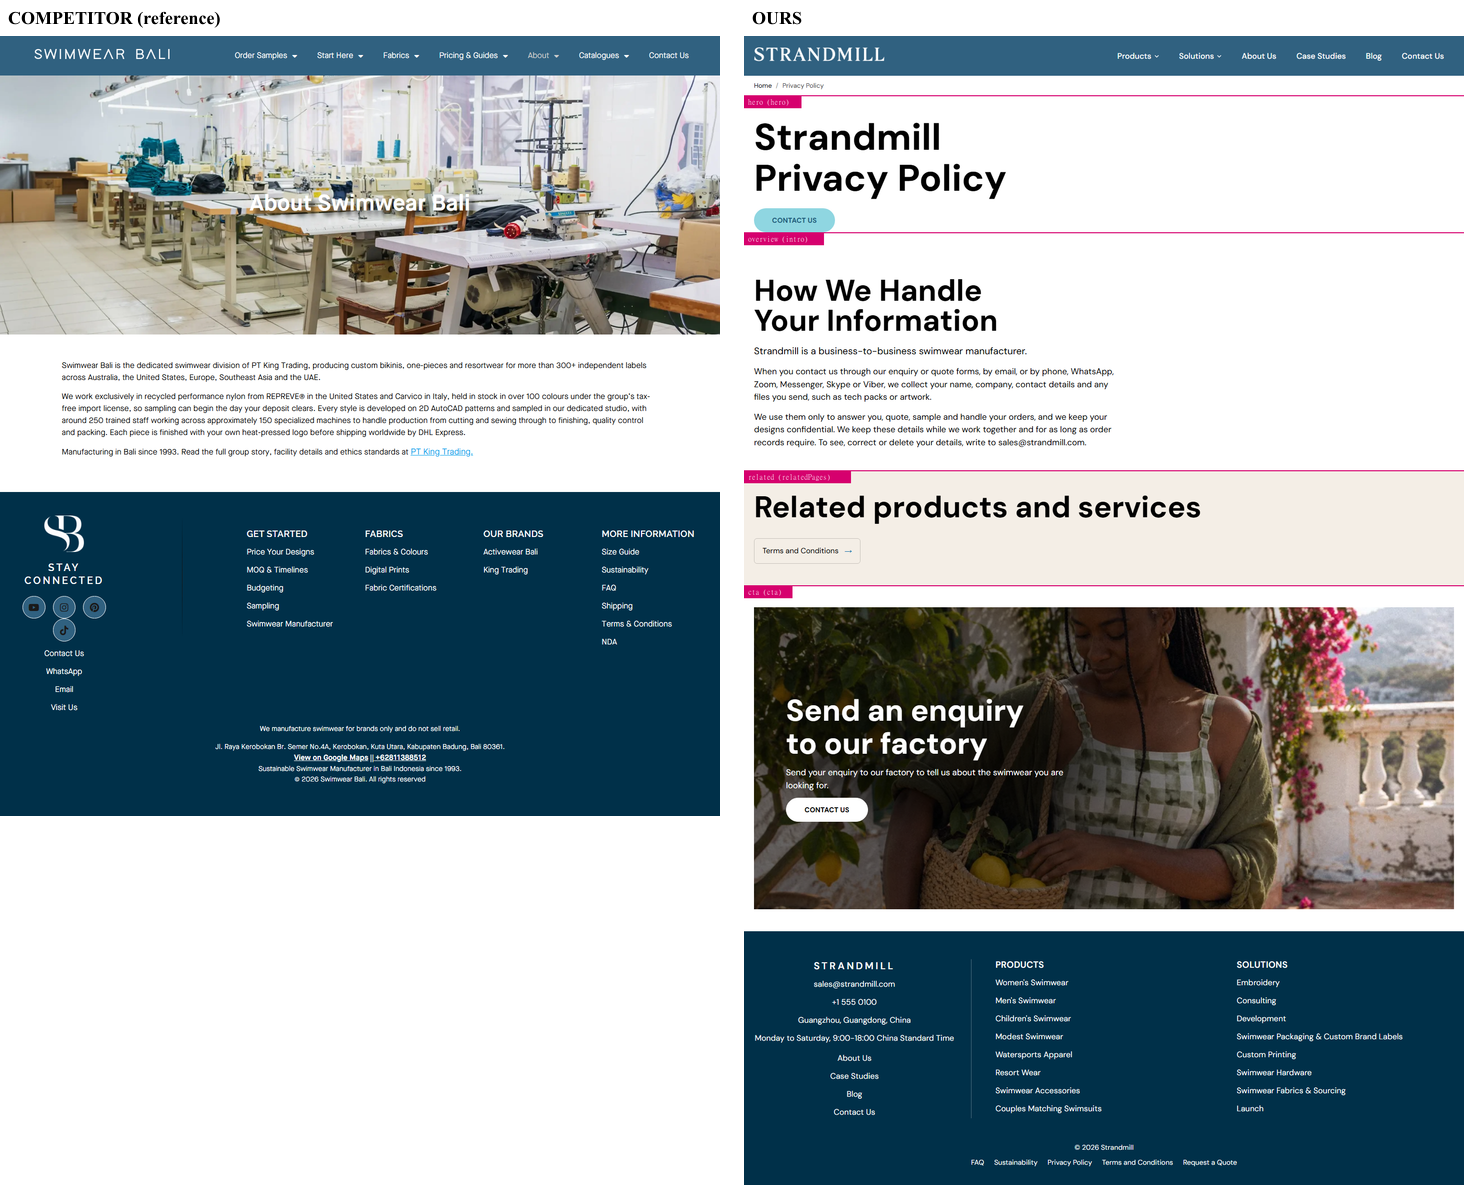 COMPETITOR (reference)
SWIMWEAR BALI
Order Samples
Start Here
Fabrics
Pricing & Guides
About
Catalogues
Contact Us
About Swimwear Bali
Swimwear Bali is the dedicated swimwear division of PT King Trading, producing custom bikinis, one-pieces and resortwear for more than 300+ independent labels
across Australia, the United States, Europe, Southeast Asia and the UAE.
We work exclusively in recycled performance nylon from REPREVE® in the United States and Carvico in Italy, held in stock in over 100 colours under the group's tax-
free import license, so sampling can begin the day your deposit clears. Every style is developed on 2D AutoCAD patterns and sampled in our dedicated studio, with
around 250 trained staff working across approximately 150 specialized machines to handle production from cutting and sewing through to finishing, quality control
and packing. Each piece is finished with your own heat-pressed logo before shipping worldwide by DHL Express.
Manufacturing in Bali since 1993. Read the full group story, facility details and ethics standards at PT King Trading.
STAY
CONNECTED
Contact Us
WhatsApp
Email
Visit Us
GET STARTED
Price Your Designs
MOQ & Timelines
Budgeting
Sampling
Swimwear Manufacturer
FABRICS
Fabrics & Colours
Digital Prints
Fabric Certifications
OUR BRANDS
Activewear Bali
King Trading
MORE INFORMATION
Size Guide
Sustainability
FAQ
Shipping
Terms & Conditions
NDA
We manufacture swimwear for brands only and do not sell retail.
Jl. Raya Kerobokan Br. Semer No.4A, Kerobokan, Kuta Utara, Kabupaten Badung, Bali 80361.
View on Google Maps || +62811388512
Sustainable Swimwear Manufacturer in Bali Indonesia since 1993.
© 2026 Swimwear Bali. All rights reserved
OURS
STRANDMILL
Products
Solutions
About Us
Case Studies
Blog
Contact Us
Home / Privacy Policy
hero (hero)
Strandmill
Privacy Policy
CONTACT US
overview (intro)
How We Handle
Your Information
Strandmill is a business-to-business swimwear manufacturer.
When you contact us through our enquiry or quote forms, by email, or by phone, WhatsApp,
Zoom, Messenger, Skype or Viber, we collect your name, company, contact details and any
files you send, such as tech packs or artwork.
We use them only to answer you, quote, sample and handle your orders, and we keep your
designs confidential. We keep these details while we work together and for as long as order
records require. To see, correct or delete your details, write to sales@strandmill.com.
related (relatedPages)
Related products and services
Terms and Conditions →
cta (cta)
Send an enquiry
to our factory
Send your enquiry to our factory to tell us about the swimwear you are
looking for.
CONTACT US
STRANDMILL
sales@strandmill.com
+1 555 0100
Guangzhou, Guangdong, China
Monday to Saturday, 9:00-18:00 China Standard Time
About Us
Case Studies
Blog
Contact Us
PRODUCTS
Women's Swimwear
Men's Swimwear
Children's Swimwear
Modest Swimwear
Watersports Apparel
Resort Wear
Swimwear Accessories
Couples Matching Swimsuits
SOLUTIONS
Embroidery
Consulting
Development
Swimwear Packaging & Custom Brand Labels
Custom Printing
Swimwear Hardware
Swimwear Fabrics & Sourcing
Launch
© 2026 Strandmill
FAQ
Sustainability
Privacy Policy
Terms and Conditions
Request a Quote